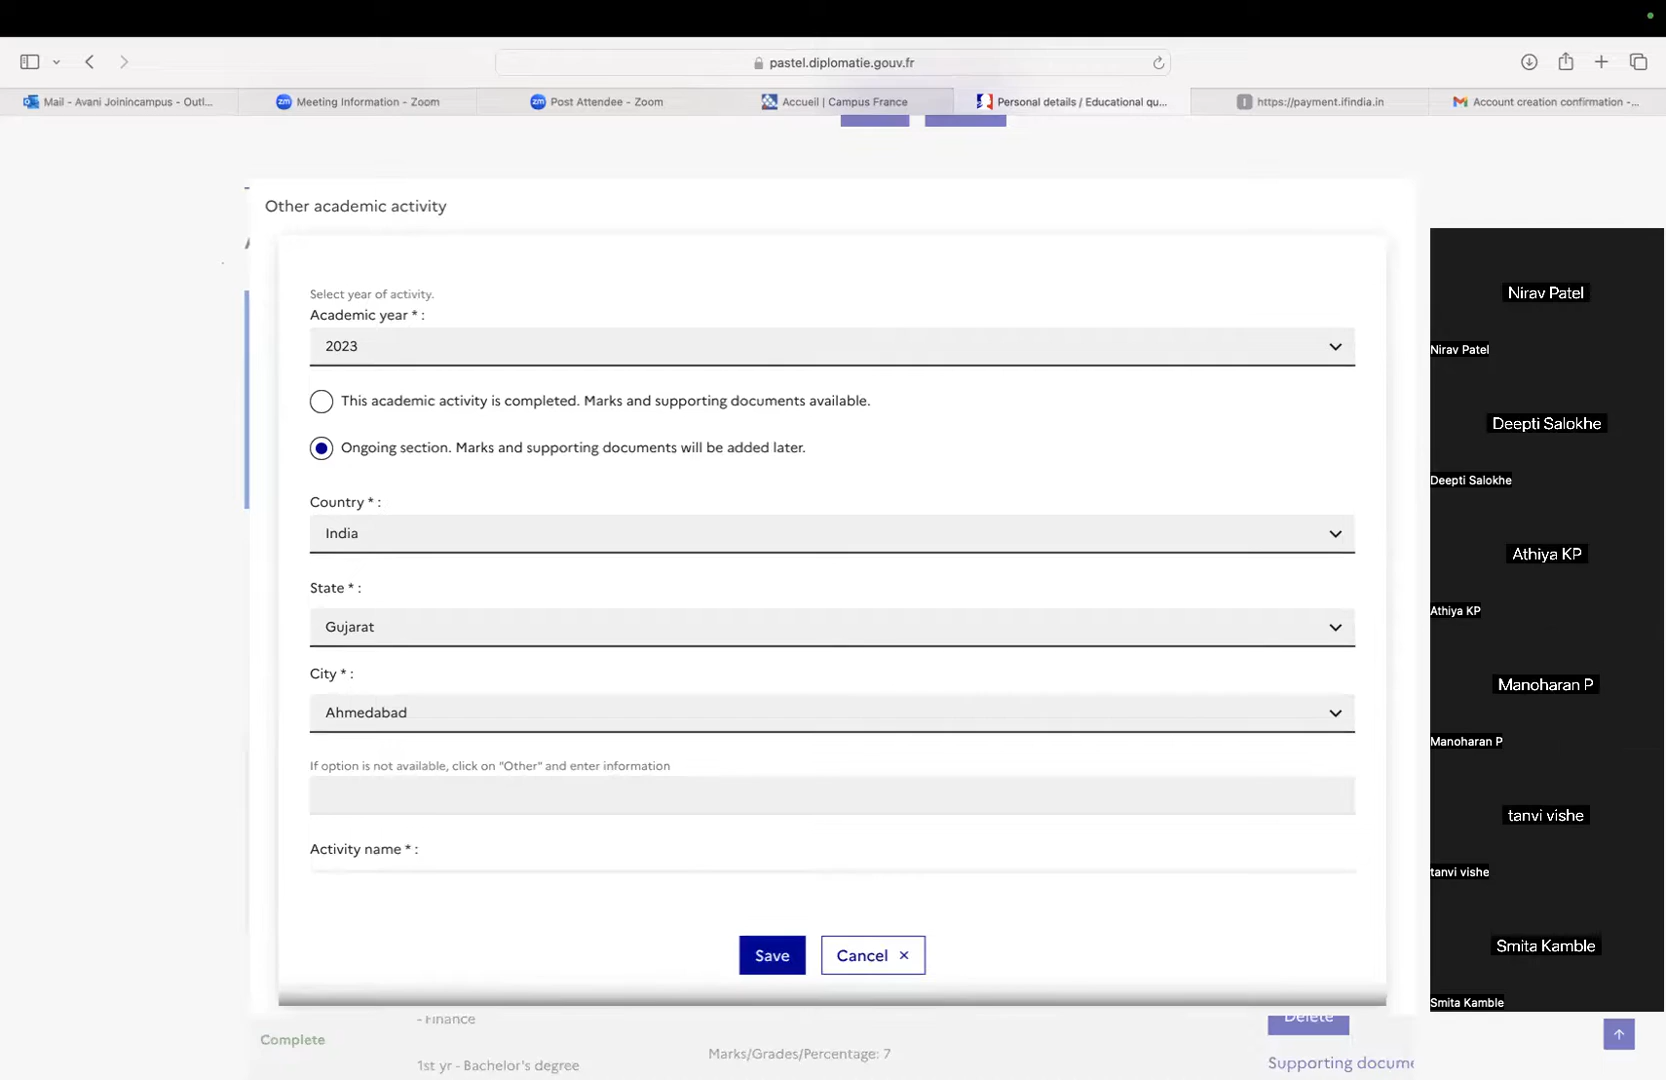 pastel.diplomatie.gouv.fr
Mail - Avani Joinincampus - Outl...
zm Meeting Information - Zoom
zm Post Attendee - Zoom
Accueil | Campus France
Personal details / Educational qu...
I https://payment.ifindia.in
Account creation confirmation -...
Other academic activity
Select year of activity.
Academic year * :
2023
This academic activity is completed. Marks and supporting documents available.
Ongoing section. Marks and supporting documents will be added later.
Country * :
India
State * :
Gujarat
City * :
Ahmedabad
If option is not available, click on "Other" and enter information
Activity name * :
Save
Cancel ×
- Finance
Complete
1st yr - Bachelor's degree
Marks/Grades/Percentage: 7
Delete
Supporting docume
Nirav Patel
Nirav Patel
Deepti Salokhe
Deepti Salokhe
Athiya KP
Athiya KP
Manoharan P
Manoharan P
tanvi vishe
tanvi vishe
Smita Kamble
Smita Kamble